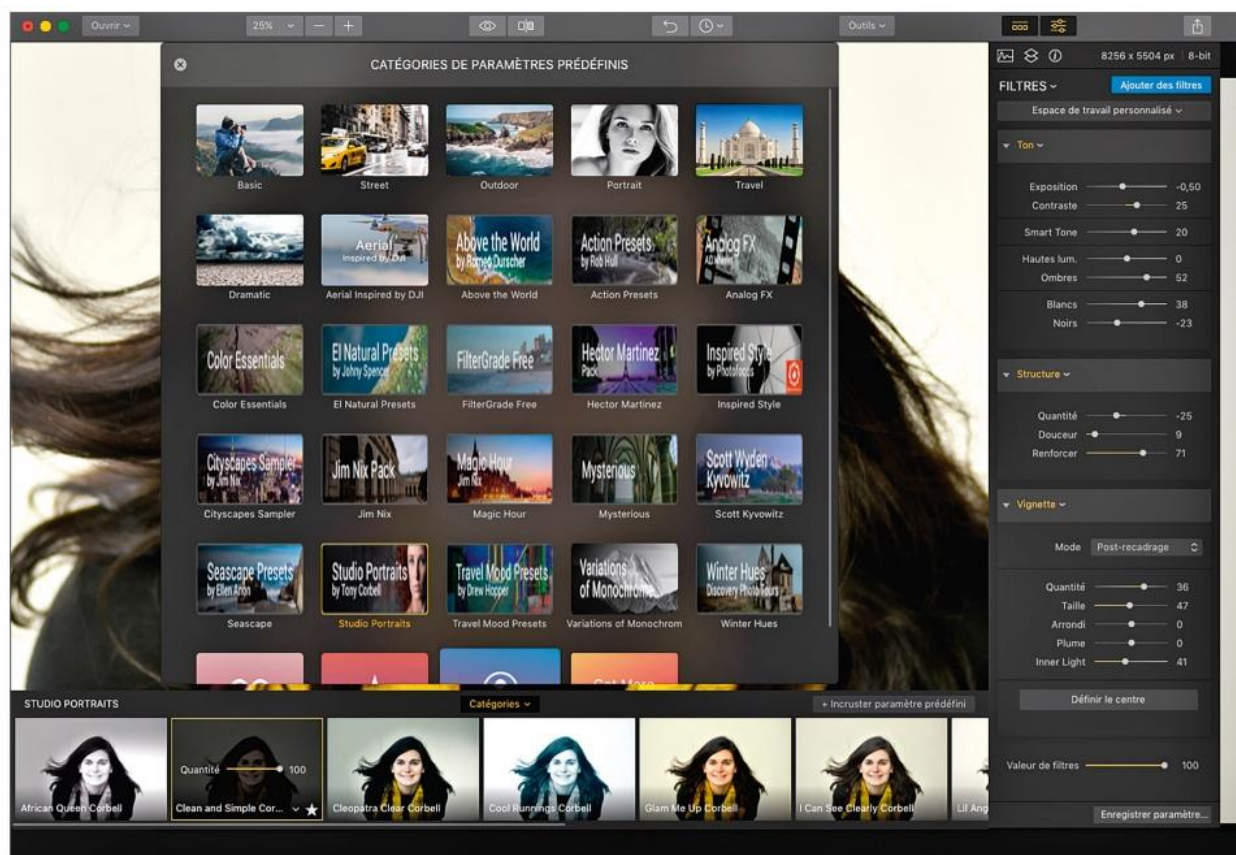 Ouvrir
25%
Outils
CATÉGORIES DE PARAMÈTRES PRÉDÉFINIS
Basic
Street
Outdoor
Portrait
Travel
Aerial
Inspired by DJI
Above the World
by Romeo Durscher
Action Presets
by Rob Hull
Analog FX
Dramatic
Aerial Inspired by DJI
Above the World
Action Presets
Analog FX
Color Essentials
El Natural Presets
by Johny Spencer
FilterGrade Free
Hector Martinez
Pack
Inspired Style
by Photofocus
Color Essentials
El Natural Presets
FilterGrade Free
Hector Martinez
Inspired Style
Cityscapes Sampler
by Jim Nix
Jim Nix Pack
Magic Hour
Jim Nix
Mysterious
Scott Wyden
Kyvowitz
Cityscapes Sampler
Jim Nix
Magic Hour
Mysterious
Scott Kyvowitz
Seascape Presets
by Ellen Anon
Studio Portraits
by Tony Corbell
Travel Mood Presets
by Drew Hopper
Variations
of Monochrome
Winter Hues
Discovery Photo Tours
Seascape
Studio Portraits
Travel Mood Presets
Variations of Monochrom
Winter Hues
Get More
8256 x 5504 px
8-bit
FILTRES
Ajouter des filtres
Espace de travail personnalisé
Ton
Exposition -0,50
Contraste 25
Smart Tone 20
Hautes lum. 0
Ombres 52
Blancs 38
Noirs -23
Structure
Quantité -25
Douceur 9
Renforcer 71
Vignette
Mode Post-recadrage
Quantité 36
Taille 47
Arrondi 0
Plume 0
Inner Light 41
Définir le centre
Valeur de filtres 100
Enregistrer paramètre...
STUDIO PORTRAITS
Catégories
+ Incruster paramètre prédéfini
African Queen Corbell
Quantité 100
Clean and Simple Cor...
Cleopatra Clear Corbell
Cool Runnings Corbell
Glam Me Up Corbell
I Can See Clearly Corbell
Lil Ang